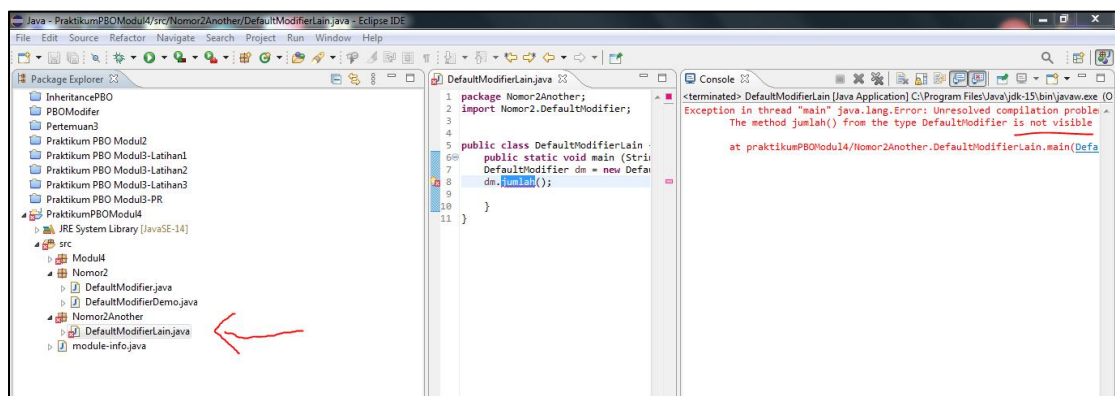 Java - PraktikumPBOModul4/src/Nomor2Another/DefaultModifierLain.java - Eclipse IDE
File Edit Source Refactor Navigate Search Project Run Window Help
Package Explorer
InheritancePBO
PBOModifer
Pertemuan3
Praktikum PBO Modul2
Praktikum PBO Modul3-Latihan1
Praktikum PBO Modul3-Latihan2
Praktikum PBO Modul3-Latihan3
Praktikum PBO Modul3-PR
PraktikumPBOModul4
JRE System Library [JavaSE-14]
src
Modul4
Nomor2
DefaultModifier.java
DefaultModifierDemo.java
Nomor2Another
DefaultModifierLain.java
module-info.java
DefaultModifierLain.java
1 package Nomor2Another;
2 import Nomor2.DefaultModifier;
3
4
5 public class DefaultModifierLain
6 public static void main (Stri
7 DefaultModifier dm = new Defau
8 dm.jumlah();
9
10 }
11 }
Console
<terminated> DefaultModifierLain [Java Application] C:\Program Files\Java\jdk-15\bin\javaw.exe (O
Exception in thread "main" java.lang.Error: Unresolved compilation proble
The method jumlah() from the type DefaultModifier is not visible
at praktikumPBOModul4/Nomor2Another.DefaultModifierLain.main(Defa